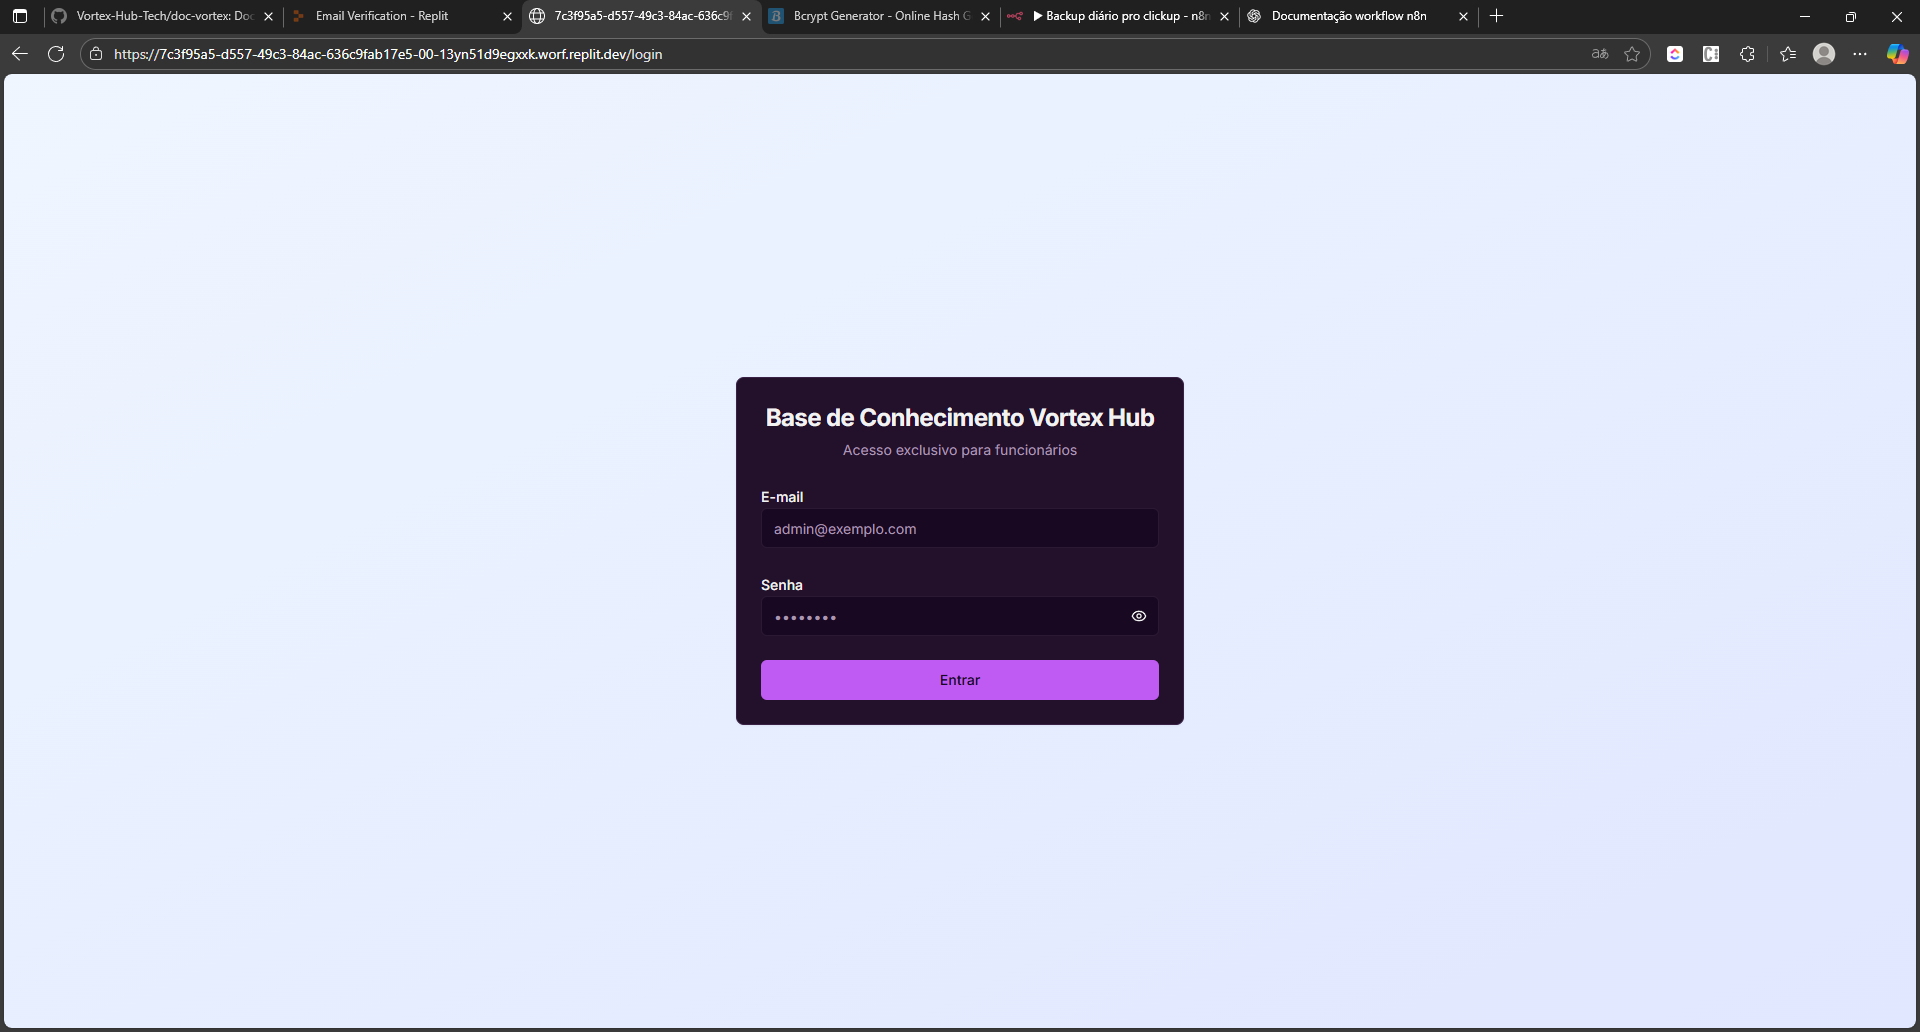 Vortex-Hub-Tech/doc-vortex: Doc
Email Verification - Replit
7c3f95a5-d557-49c3-84ac-636c9f
Bcrypt Generator - Online Hash G
▶ Backup diário pro clickup - n8n
Documentação workflow n8n
https://7c3f95a5-d557-49c3-84ac-636c9fab17e5-00-13yn51d9egxxk.worf.replit.dev/login
Base de Conhecimento Vortex Hub
Acesso exclusivo para funcionários
E-mail
admin@exemplo.com
Senha
••••••••
Entrar